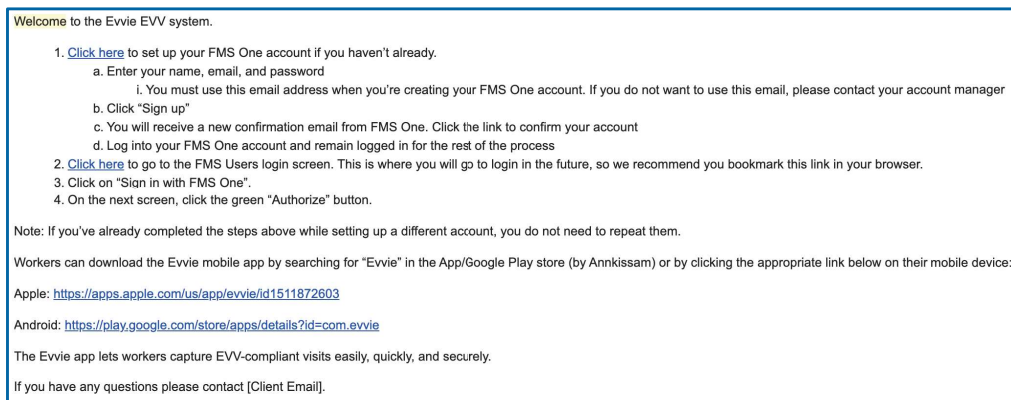 Welcome to the Evvie EVV system.
1. Click here to set up your FMS One account if you haven't already.
a. Enter your name, email, and password
i. You must use this email address when you're creating your FMS One account. If you do not want to use this email, please contact your account manager
b. Click “Sign up”
c. You will receive a new confirmation email from FMS One. Click the link to confirm your account
d. Log into your FMS One account and remain logged in for the rest of the process
2. Click here to go to the FMS Users login screen. This is where you will go to login in the future, so we recommend you bookmark this link in your browser.
3. Click on “Sign in with FMS One”.
4. On the next screen, click the green “Authorize” button.
Note: If you've already completed the steps above while setting up a different account, you do not need to repeat them.
Workers can download the Evvie mobile app by searching for “Evvie” in the App/Google Play store (by Annkissam) or by clicking the appropriate link below on their mobile device:
Apple: https://apps.apple.com/us/app/evvie/id1511872603
Android: https://play.google.com/store/apps/details?id=com.evvie
The Evvie app lets workers capture EVV-compliant visits easily, quickly, and securely.
If you have any questions please contact [Client Email].